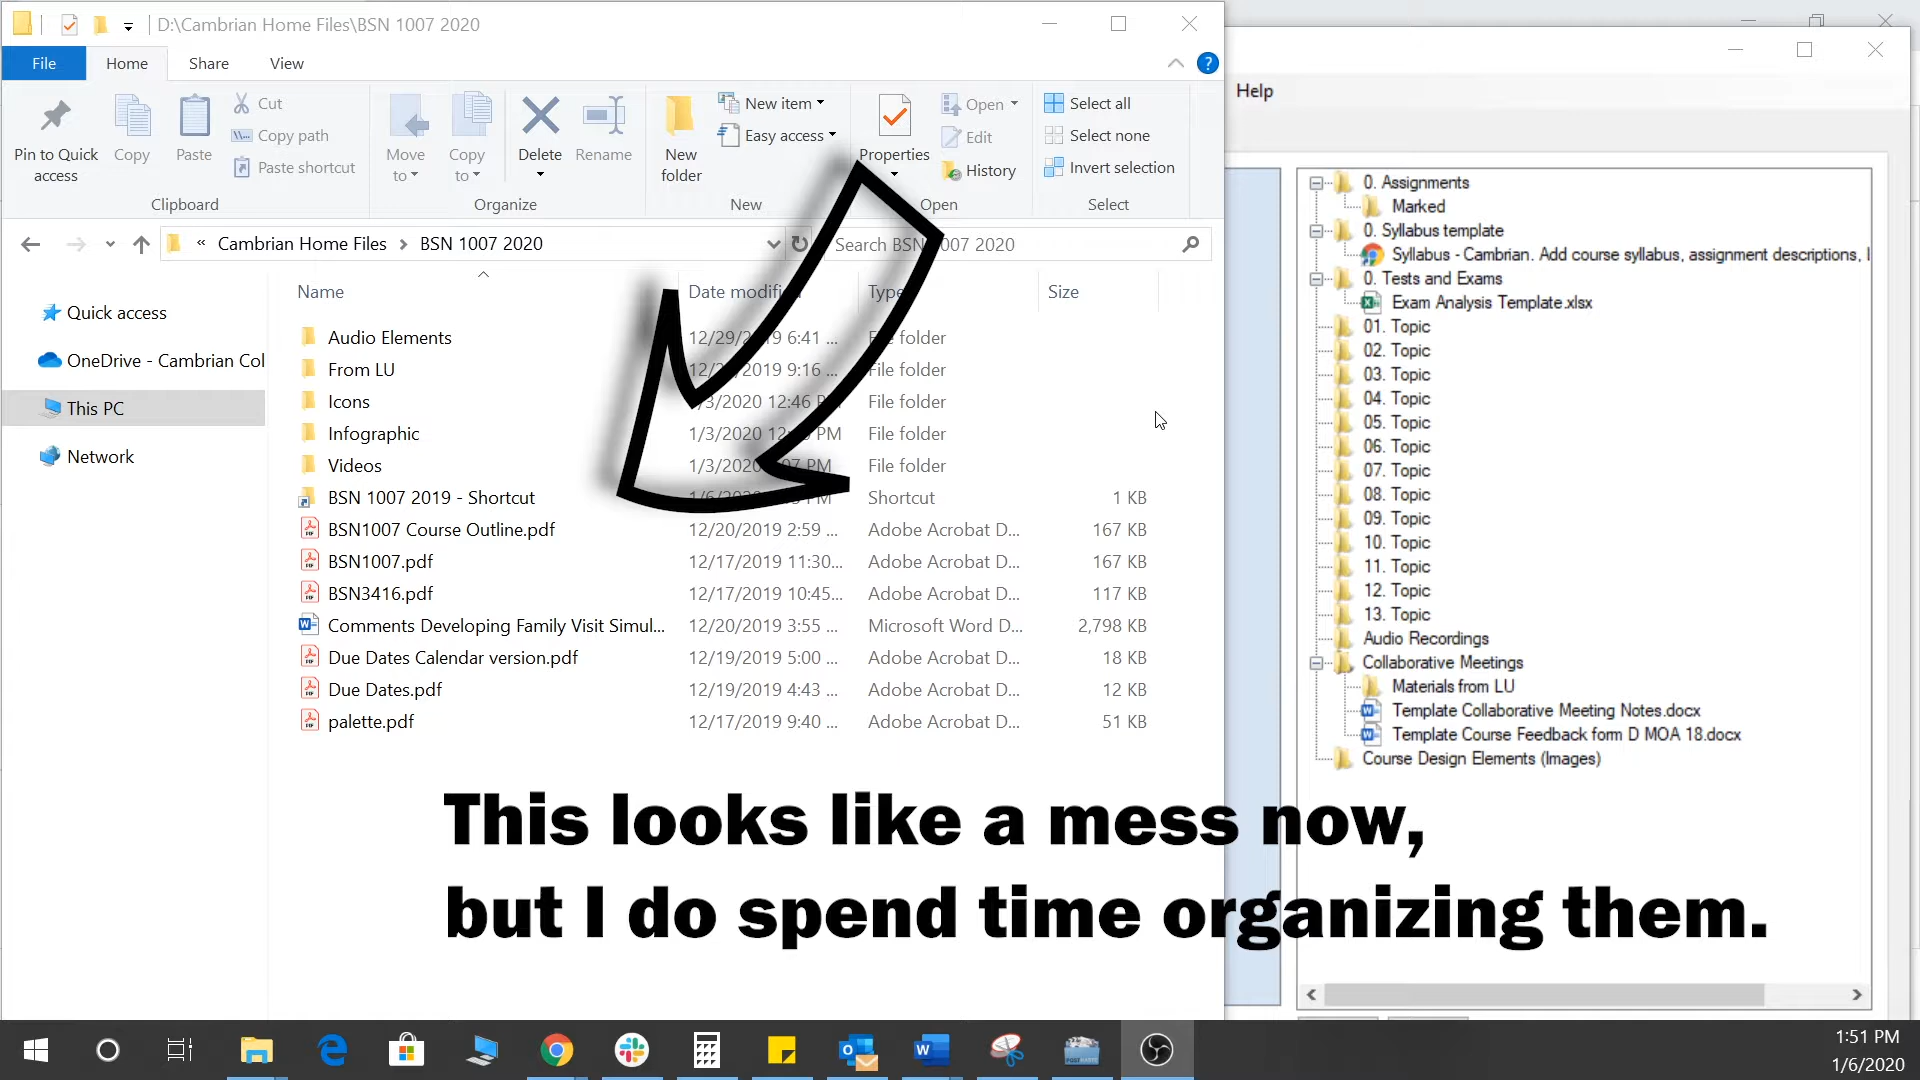 D:\Cambrian Home Files\BSN 1007 2020
File Home Share View
Help
Pin to Quick access
Copy
Paste
Cut
Copy path
Paste shortcut
Clipboard
Move to
Copy to
Delete
Rename
Organize
New folder
New item
Easy access
New
Properties
Open
Edit
History
Open
Select all
Select none
Invert selection
Select
« Cambrian Home Files > BSN 1007 2020
Name
Size
Quick access
OneDrive - Cambrian Col
This PC
Network
Audio Elements File folder
From LU File folder
Icons File folder
Infographic File folder
Videos File folder
BSN 1007 2019 - Shortcut Shortcut 1 KB
BSN1007 Course Outline.pdf 12/20/2019 2:59 ... Adobe Acrobat D... 167 KB
BSN1007.pdf 12/17/2019 11:30... Adobe Acrobat D... 167 KB
BSN3416.pdf 12/17/2019 10:45... Adobe Acrobat D... 117 KB
Comments Developing Family Visit Simul... 12/20/2019 3:55 ... Microsoft Word D... 2,798 KB
Due Dates Calendar version.pdf 12/19/2019 5:00 ... Adobe Acrobat D... 18 KB
Due Dates.pdf 12/19/2019 4:43 ... Adobe Acrobat D... 12 KB
palette.pdf 12/17/2019 9:40 ... Adobe Acrobat D... 51 KB
0. Assignments
Marked
0. Syllabus template
Syllabus - Cambrian. Add course syllabus, assignment descriptions,
0. Tests and Exams
Exam Analysis Template.xlsx
01. Topic
02. Topic
03. Topic
04. Topic
05. Topic
06. Topic
07. Topic
08. Topic
09. Topic
10. Topic
11. Topic
12. Topic
13. Topic
Audio Recordings
Collaborative Meetings
Materials from LU
Template Collaborative Meeting Notes.docx
Template Course Feedback form D MOA 18.docx
Course Design Elements (Images)
This looks like a mess now,
but I do spend time organizing them.
1:51 PM
1/6/2020